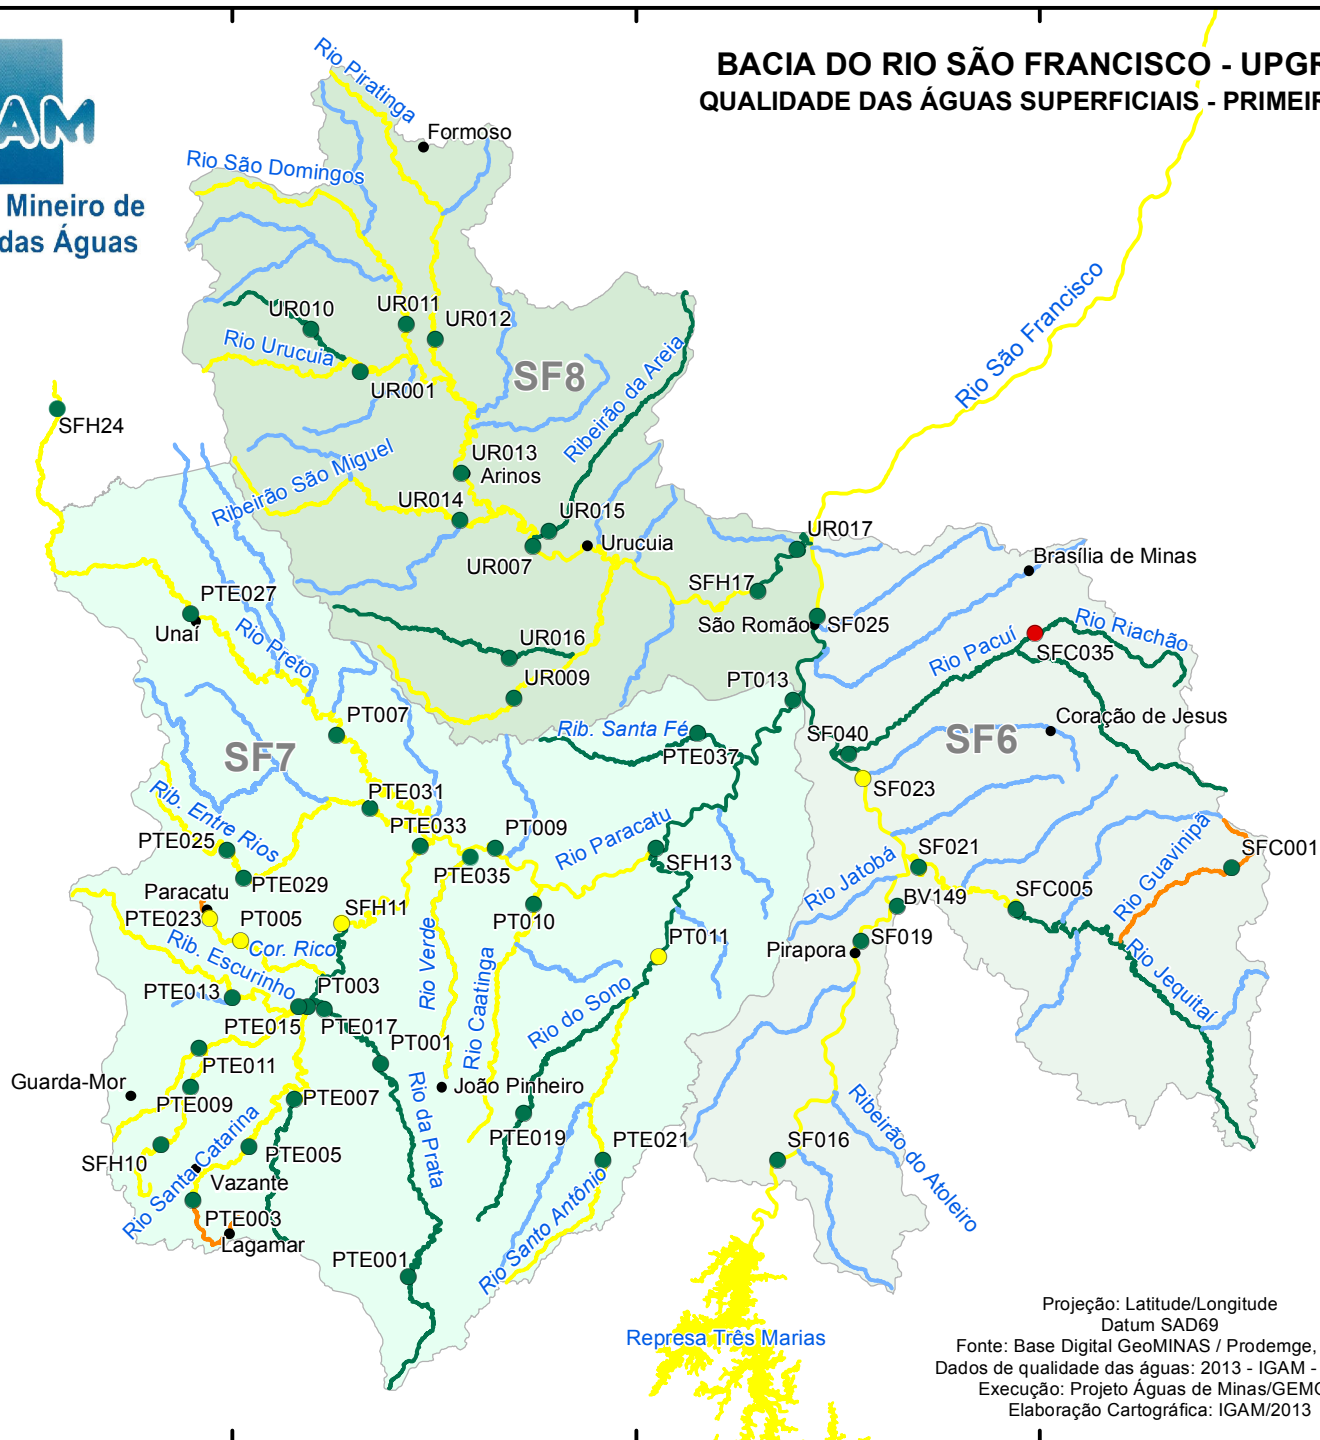 BACIA DO RIO SÃO FRANCISCO - UPGR
QUALIDADE DAS ÁGUAS SUPERFICIAIS - PRIMEIR
AM
Mineiro de
das Águas
Rio Piratinga
Formoso
Rio São Domingos
UR010
UR011
UR012
Rio Urucuia
UR001
SF8
Ribeirão da Areia
Rio São Francisco
SFH24
UR013
Arinos
Ribeirão São Miguel
UR014
UR015
UR007
Urucuia
UR017
SFH17
Brasília de Minas
PTE027
Unaí
Rio Preto
São Romão
SF025
Rio Pacuí
Rio Riachão
SFC035
UR016
UR009
PT013
PT007
Rib. Santa Fé
PTE037
SF040
Coração de Jesus
SF6
SF7
SF023
Rib. Entre Rios
PTE031
PTE033
PT009
Rio Paracatu
PTE025
PTE035
SFH13
SF021
Rio Guavinipã
SFC001
PTE029
Rio Jatobá
Paracatu
PTE023
PT005
SFH11
PT010
BV149
SFC005
Cor. Rico
Rib. Escurinho
Rio Verde
Rio Caatinga
PT011
SF019
Pirapora
Rio Jequitaí
PTE013
PT003
PTE015
PTE017
Rio do Sono
PT001
PTE011
Guarda-Mor
PTE009
PTE007
Rio da Prata
João Pinheiro
PTE019
PTE021
SF016
Ribeirão do Atoleiro
SFH10
PTE005
Rio Santa Catarina
Vazante
PTE003
Lagamar
PTE001
Rio Santo Antônio
Represa Três Marias
Projeção: Latitude/Longitude
Datum SAD69
Fonte: Base Digital GeoMINAS / Prodemge,
Dados de qualidade das águas: 2013 - IGAM -
Execução: Projeto Águas de Minas/GEMO
Elaboração Cartográfica: IGAM/2013